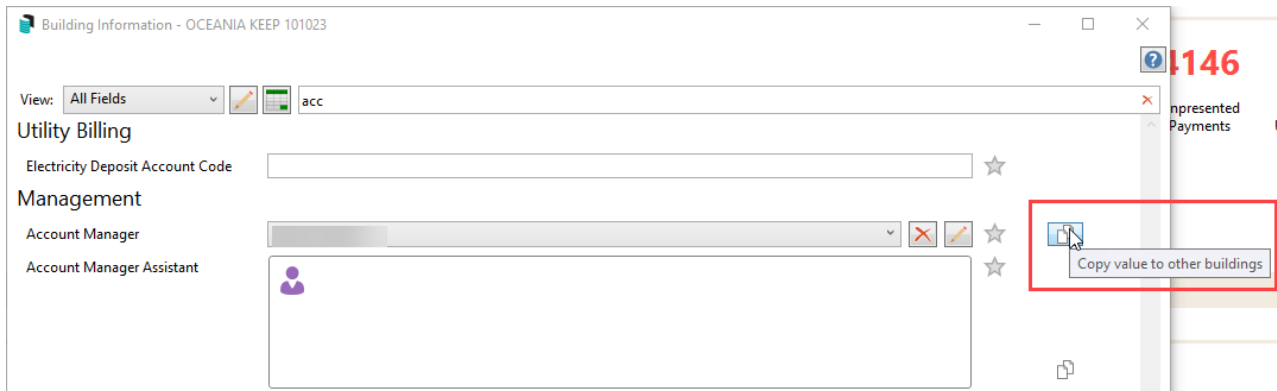 Building Information - OCEANIA KEEP 101023
View: All Fields acc
Utility Billing
Electricity Deposit Account Code
Management
Account Manager
Account Manager Assistant
Copy value to other buildings
4146
npresented
Payments